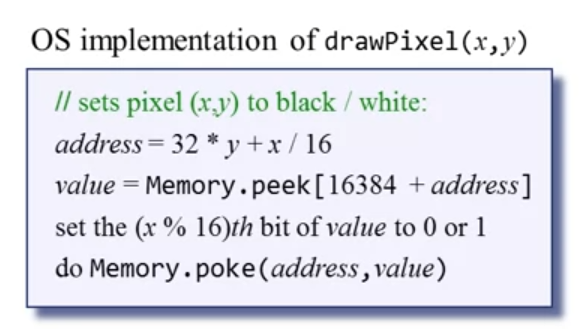 OS implementation of drawPixel(x,y)
// sets pixel (x,y) to black / white:
address = 32 * y + x / 16
value = Memory.peek[16384 + address]
set the (x % 16)th bit of value to 0 or 1
do Memory.poke(address,value)